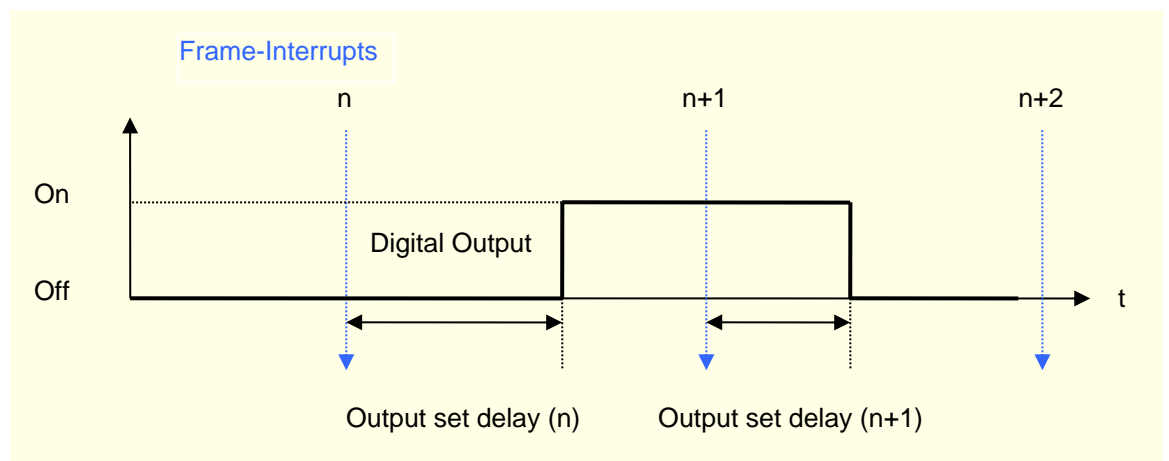 Frame-Interrupts
n n+1 n+2
On
Digital Output
Off
t
Output set delay (n) Output set delay (n+1)